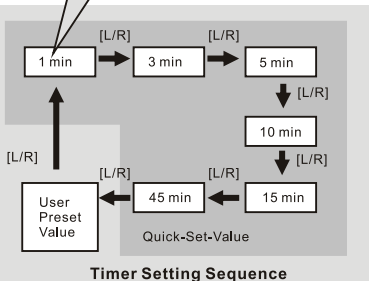 [L/R] [L/R]
1 min 3 min 5 min
[L/R]
10 min
[L/R] [L/R]
[L/R] [L/R]
User Preset Value 45 min 15 min
Quick-Set-Value
Timer Setting Sequence